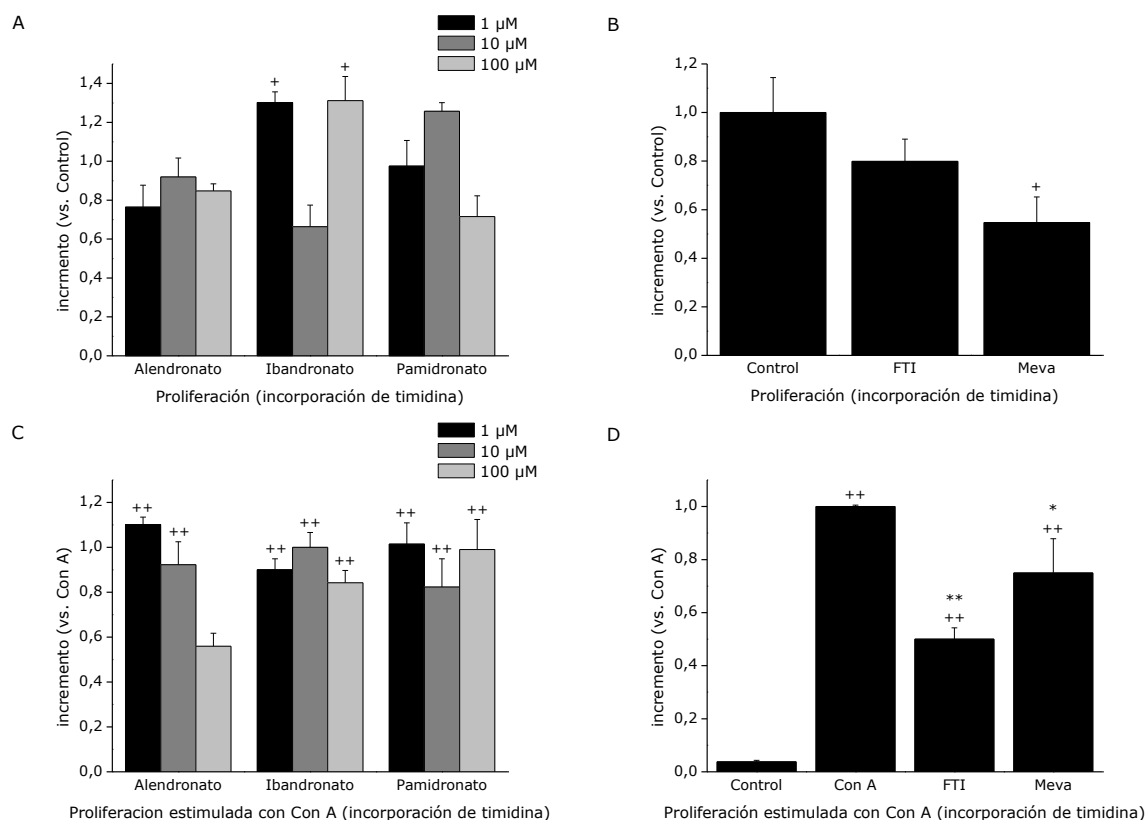 A
1 µM
10 µM
100 µM
incrmento (vs. Control)
1,4
1,2
1,0
0,8
0,6
0,4
0,2
0,0
+
+
Alendronato Ibandronato Pamidronato
Proliferación (incorporación de timidina)
B
incremento (vs. Control)
1,2
1,0
0,8
0,6
0,4
0,2
0,0
+
Control FTI Meva
Proliferación (incorporación de timidina)
C
1 µM
10 µM
100 µM
incremento (vs. Con A)
1,2
1,0
0,8
0,6
0,4
0,2
0,0
++ ++ ++ ++ ++ ++ ++ ++
Alendronato Ibandronato Pamidronato
Proliferacion estimulada con Con A (incorporación de timidina)
D
incremento (vs. Con A)
1,0
0,8
0,6
0,4
0,2
0,0
++
**
++
*
++
Control Con A FTI Meva
Proliferación estimulada con Con A (incorporación de timidina)